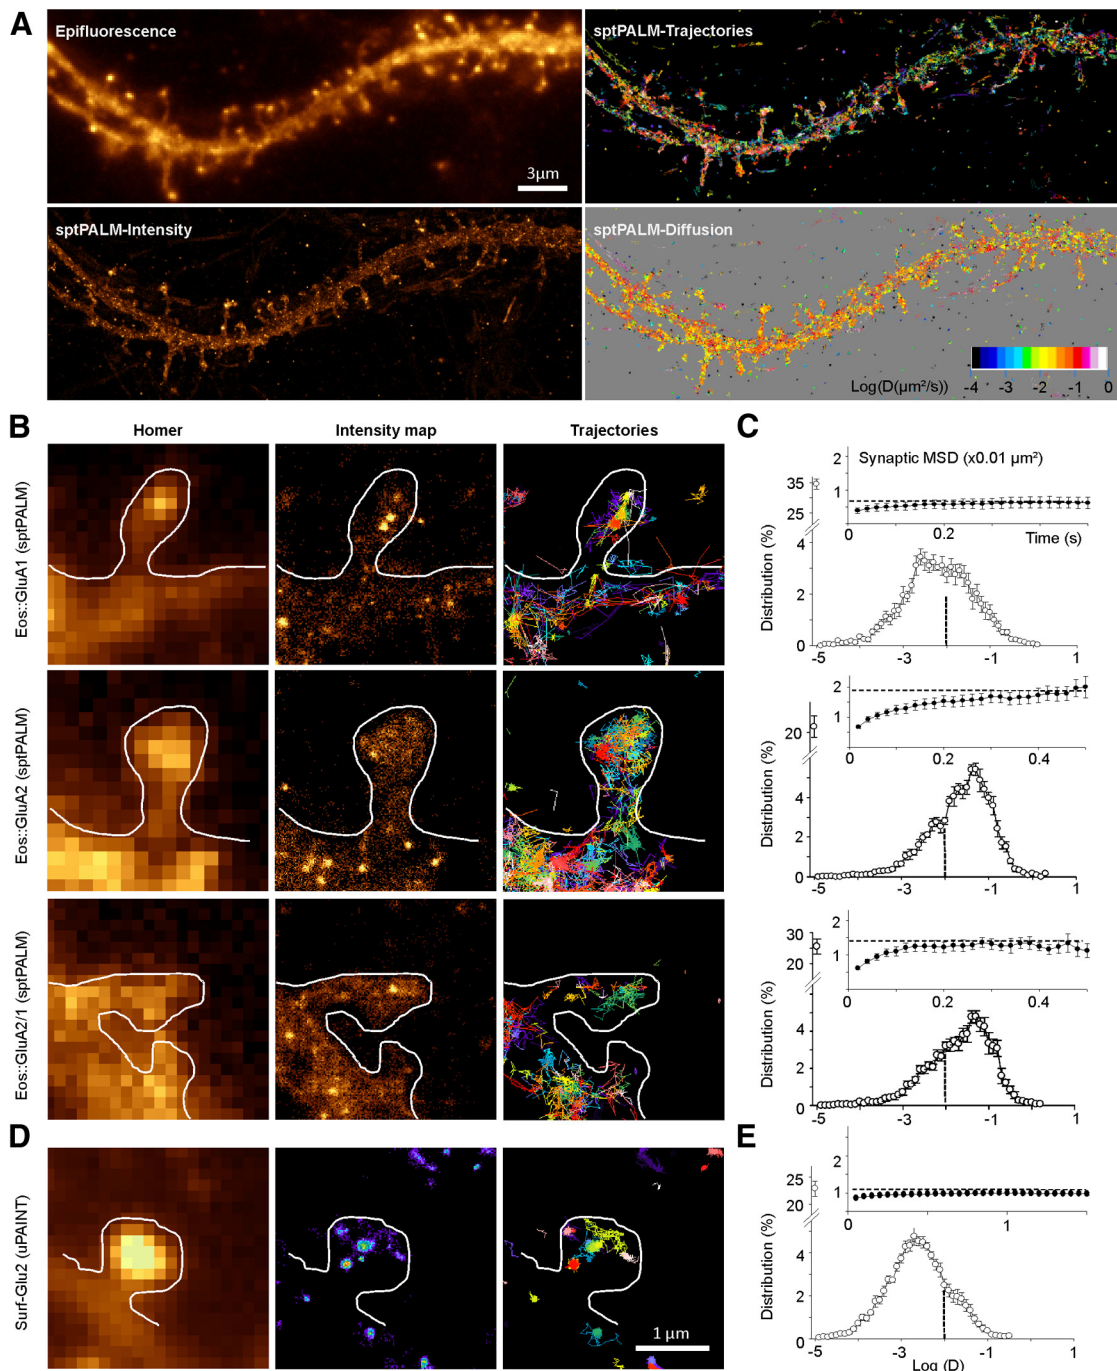 A
Epifluorescence
3µm
sptPALM-Trajectories
sptPALM-Intensity
sptPALM-Diffusion
Log(D(µm²/s))
-4 -3 -2 -1 0
B
Homer
Intensity map
Trajectories
Eos::GluA1 (sptPALM)
Eos::GluA2 (sptPALM)
Eos::GluA2/1 (sptPALM)
C
Synaptic MSD (x0.01 µm²)
2
1
0 0.2 0.4
Time (s)
35
25
4
2
0
Distribution (%)
-5 -3 -1 1
2
1
0 0.2 0.4
20
4
2
0
Distribution (%)
-5 -3 -1 1
2
1
0 0.2 0.4
30
20
4
2
0
Distribution (%)
-5 -3 -1 1
D
Surf-Glu2 (uPAINT)
1 µm
E
2
1
0 1
25
20
4
2
0
Distribution (%)
-5 -3 -1 1
Log (D)